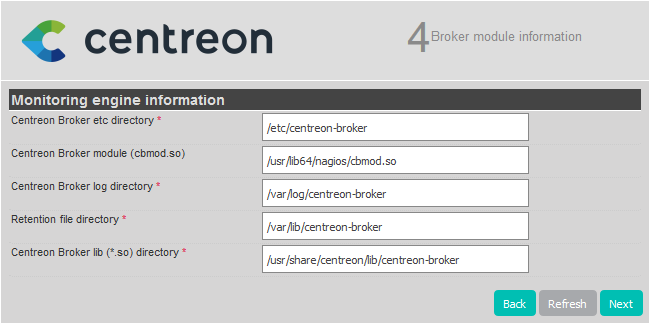 centreon
4 Broker module information
Monitoring engine information
Centreon Broker etc directory *
/etc/centreon-broker
Centreon Broker module (cbmod.so)
/usr/lib64/nagios/cbmod.so
Centreon Broker log directory *
/var/log/centreon-broker
Retention file directory *
/var/lib/centreon-broker
Centreon Broker lib (*.so) directory *
/usr/share/centreon/lib/centreon-broker
Back Refresh Next